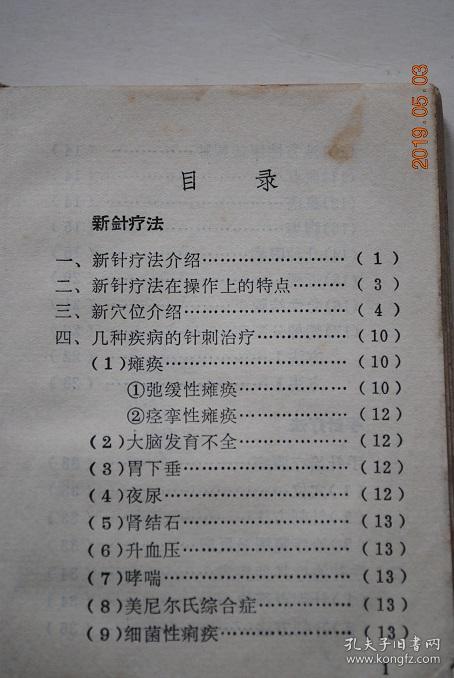 2019.05.03
目 录
新针疗法
一、新针疗法介绍……………………(1)
二、新针疗法在操作上的特点…………(3)
三、新穴位介绍………………………(4)
四、几种疾病的针刺治疗……………(10)
(1)瘫痪……………………………(10)
①弛缓性瘫痪……………………(10)
②痉挛性瘫痪……………………(12)
(2)大脑发育不全…………………(12)
(3)胃下垂…………………………(12)
(4)夜尿……………………………(12)
(5)肾结石…………………………(13)
(6)升血压…………………………(13)
(7)哮喘……………………………(13)
(8)美尼尔氏综合症………………(13)
(9)细菌性痢疾……………………(13)
1
孔夫子旧书网
kongfz.com